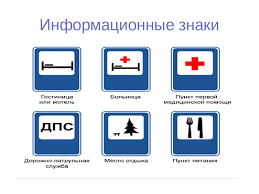 Информационные знаки
Гостиница
или мотель
Больница
Пункт первой
медицинской помощи
ДПС
Дорожно-патрульная
служба
Место отдыха
Пункт питания